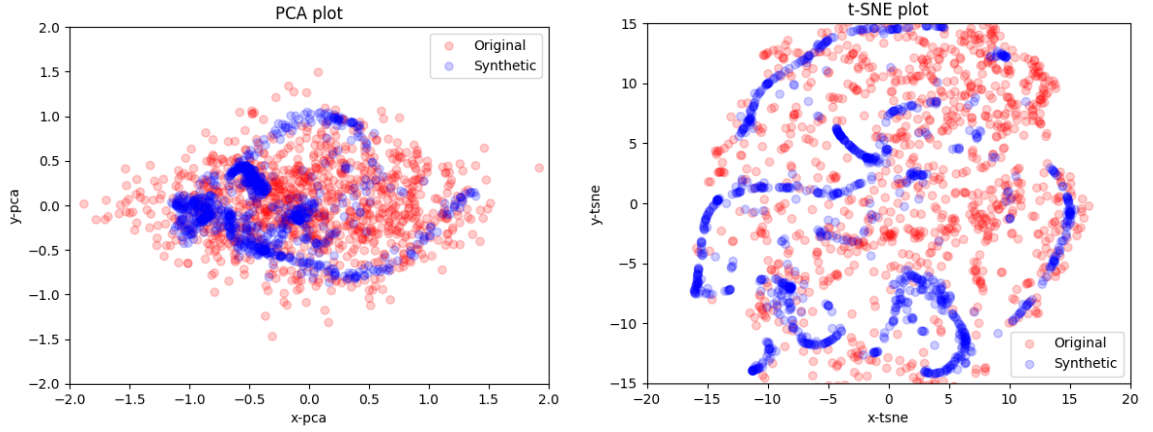 PCA plot
2.0
1.5
1.0
0.5
0.0
−0.5
−1.0
−1.5
−2.0
y-pca
−2.0 −1.5 −1.0 −0.5 0.0 0.5 1.0 1.5 2.0
x-pca
Original
Synthetic
t-SNE plot
15
10
5
0
−5
−10
−15
y-tsne
−20 −15 −10 −5 0 5 10 15 20
x-tsne
Original
Synthetic